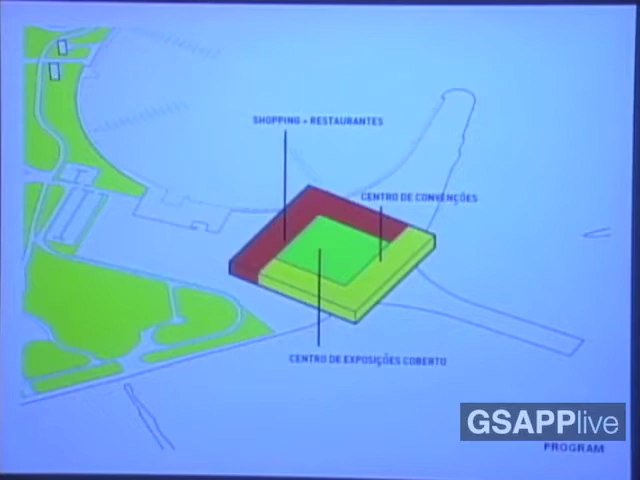 SHOPPING + RESTAURANTES
CENTRO DE CONVENÇÕES
CENTRO DE EXPOSIÇÕES COBERTO
GSAPPlive
PROGRAM